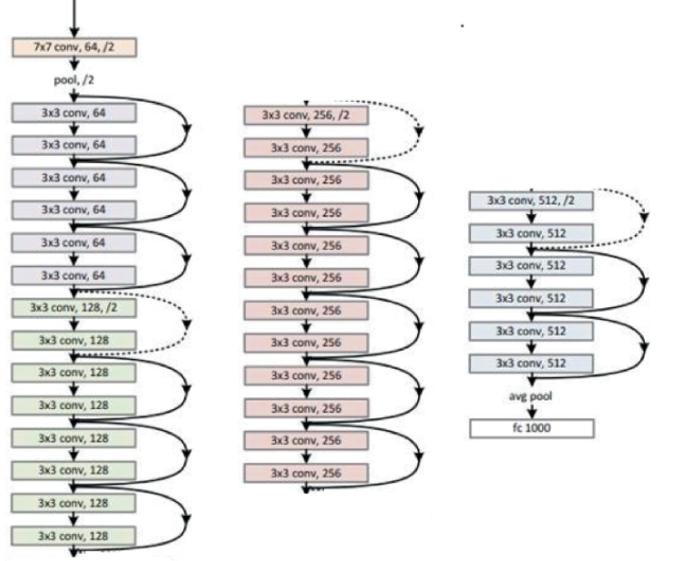 7x7 conv, 64, /2
pool, /2
3x3 conv, 64
3x3 conv, 64
3x3 conv, 64
3x3 conv, 64
3x3 conv, 64
3x3 conv, 64
3x3 conv, 128, /2
3x3 conv, 128
3x3 conv, 128
3x3 conv, 128
3x3 conv, 128
3x3 conv, 128
3x3 conv, 128
3x3 conv, 128
3x3 conv, 256, /2
3x3 conv, 256
3x3 conv, 256
3x3 conv, 256
3x3 conv, 256
3x3 conv, 256
3x3 conv, 256
3x3 conv, 256
3x3 conv, 256
3x3 conv, 256
3x3 conv, 256
3x3 conv, 256
3x3 conv, 512, /2
3x3 conv, 512
3x3 conv, 512
3x3 conv, 512
3x3 conv, 512
3x3 conv, 512
avg pool
fc 1000